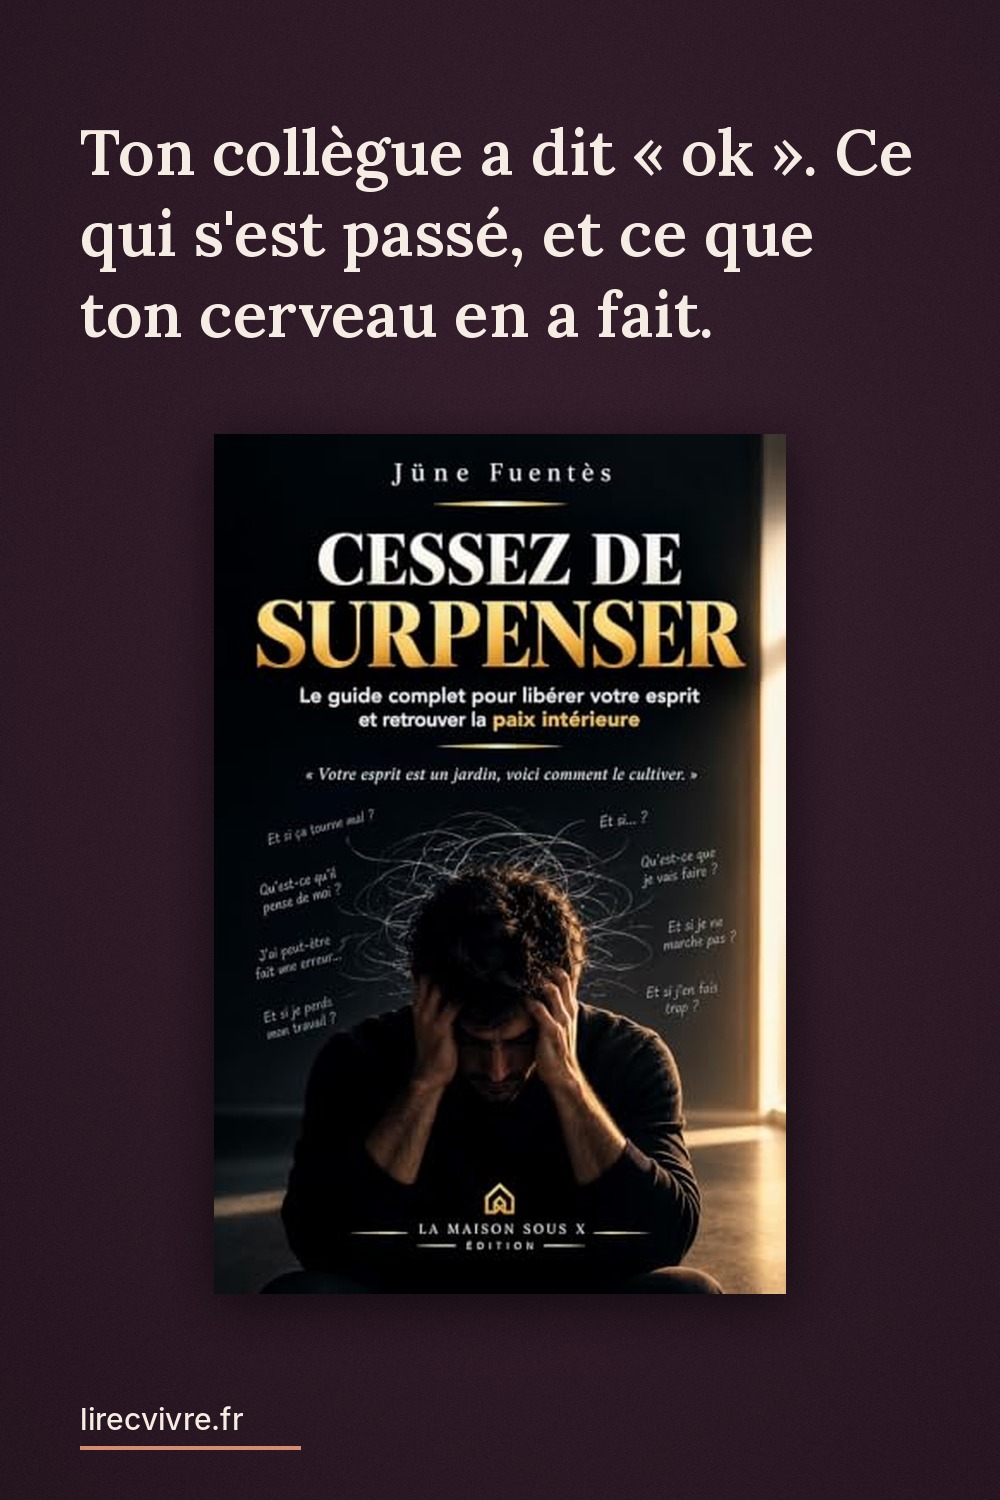 Ton collègue a dit « ok ». Ce
qui s'est passé, et ce que
ton cerveau en a fait.
Jüne Fuentès
CESSEZ DE
SURPENSER
Le guide complet pour libérer votre esprit
et retrouver la paix intérieure
« Votre esprit est un jardin, voici comment le cultiver. »
Et si ça tourne mal ?
Qu'est-ce qu'il
pense de moi ?
J'ai peut-être
fait une erreur...
Et si je perds
mon travail ?
Et si... ?
Qu'est-ce que
je vais faire ?
Et si je ne
marche pas ?
Et si j'en fais
trop ?
LA MAISON SOUS X
ÉDITION
lirecvivre.fr